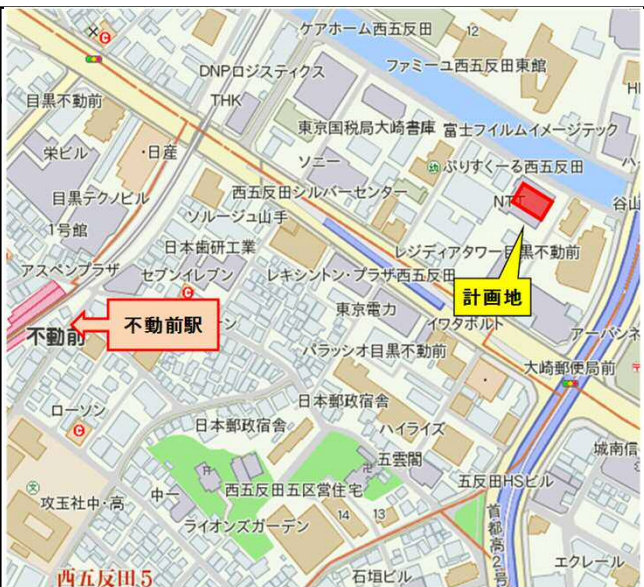 ケアホーム西五反田
12
ファミーユ西五反田東館
DNPロジスティクス
目黒不動前
THK
東京国税局大崎書庫
富士フイルムイメージテック
栄ビル
・日産
ソニー
幼
ぷりすくーる西五反田
目黒テクノビル
西五反田シルバーセンター
NTT
谷山
1号館
ソルージュ山手
日本歯研工業
レジディアタワー目黒不動前
アスペンプラザ
セブンイレブン
レキシントン・プラザ西五反田
計画地
不動前駅
ン
東京電力
不動前
イワタボルト
アーバンネ
パラッシオ目黒不動前
大崎郵便局前
ローソン
日本郵政宿舎
日本郵政宿舎
ハイライズ
城南信
五雲閣
文
攻玉社中・高
中一
西五反田五区営住宅
五反田HSビル
ライオンズガーデン
14
13
首都高2号
西五反田5
石垣ビル
エクレール